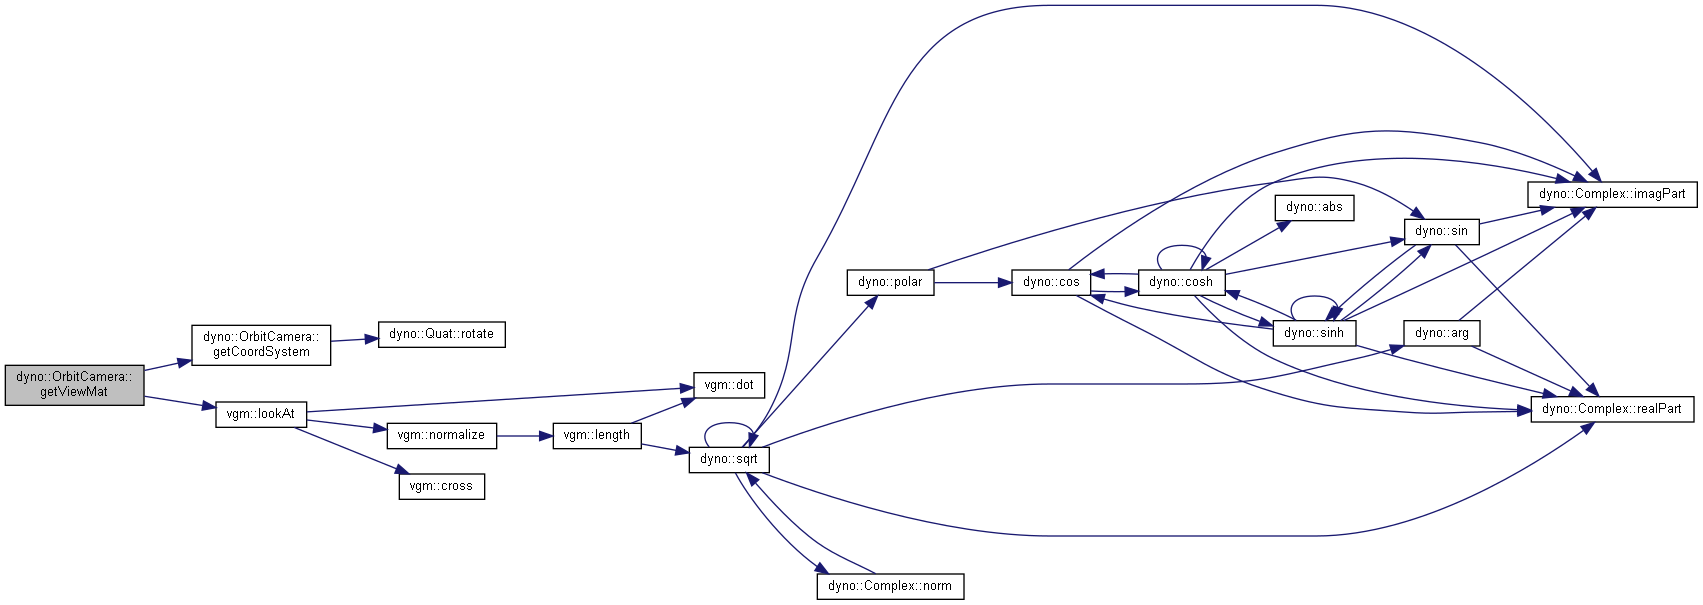 dyno::OrbitCamera::
getViewMat
dyno::OrbitCamera::
getCoordSystem
dyno::Quat::rotate
vgm::lookAt
vgm::normalize
vgm::cross
vgm::length
vgm::dot
dyno::sqrt
dyno::polar
dyno::Complex::norm
dyno::cos
dyno::cosh
dyno::abs
dyno::sinh
dyno::sin
dyno::arg
dyno::Complex::imagPart
dyno::Complex::realPart